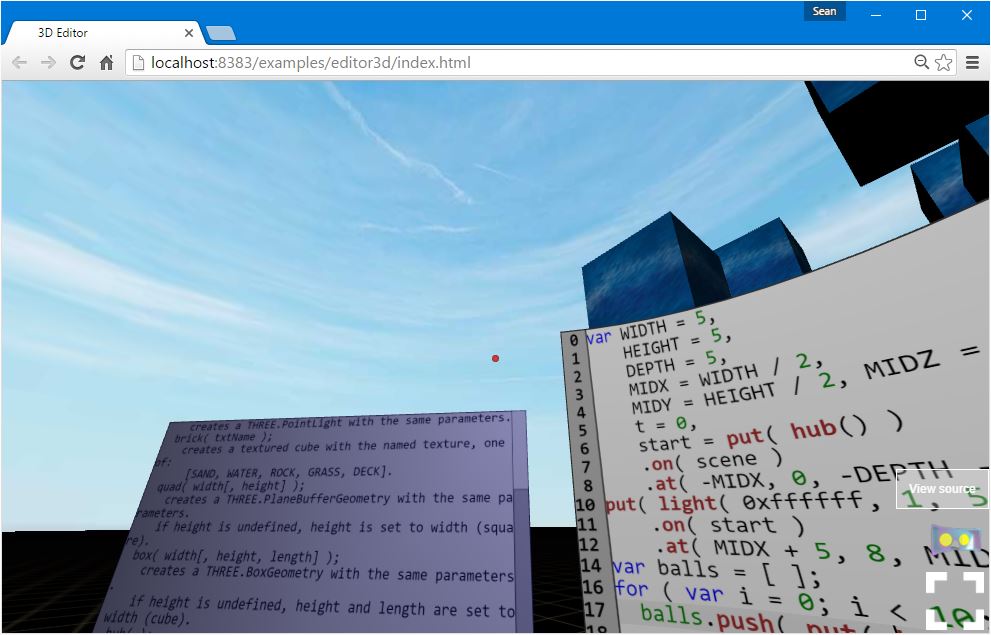 Sean
3D Editor
localhost:8383/examples/editor3d/index.html
creates a THREE.PointLight with the same parameters.
brick( txtName );
creates a textured cube with the named texture, one
of:
[SAND, WATER, ROCK, GRASS, DECK].
quad( width[, height] );
creates a THREE.PlaneBufferGeometry with the same pa
rameters.
if height is undefined, height is set to width (squa
re).
box( width[, height, length] );
creates a THREE.BoxGeometry with the same parameters
.
if height is undefined, height and length are set to
width (cube).
0 var WIDTH = 5,
1 HEIGHT = 5,
2 DEPTH = 5,
3 MIDX = WIDTH / 2,
4 MIDY = HEIGHT / 2, MIDZ =
5 t = 0,
6 start = put( hub() )
7 .on( scene )
8 .at( -MIDX, 0, -DEPTH
10 put( light( 0xffffff, 1, 5
11 .on( start )
12 .at( MIDX + 5, 8, MID
14 var balls = [ ];
16 for ( var i = 0; i < 10
17 balls.push( put(
18
View source